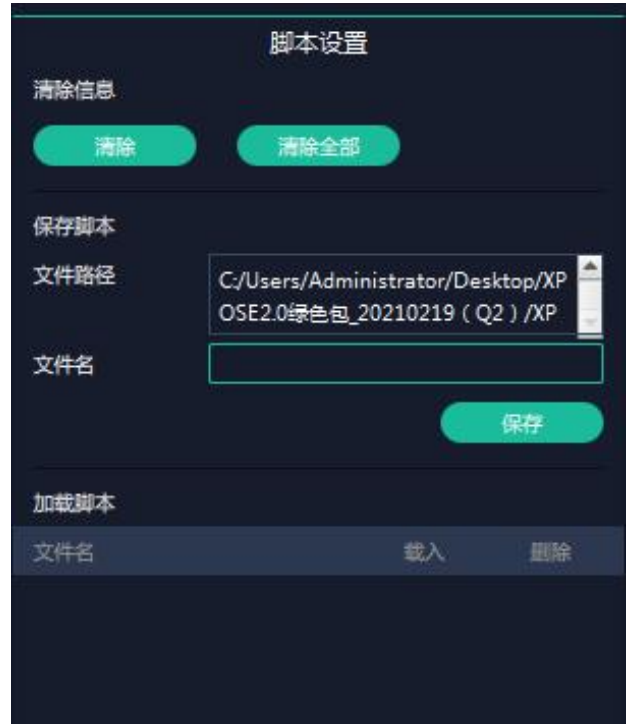 脚本设置
清除信息
清除 清除全部
保存脚本
文件路径
C:/Users/Administrator/Desktop/XP
OSE2.0绿色包_20210219（Q2）/XP
文件名
保存
加载脚本
文件名 载入 删除